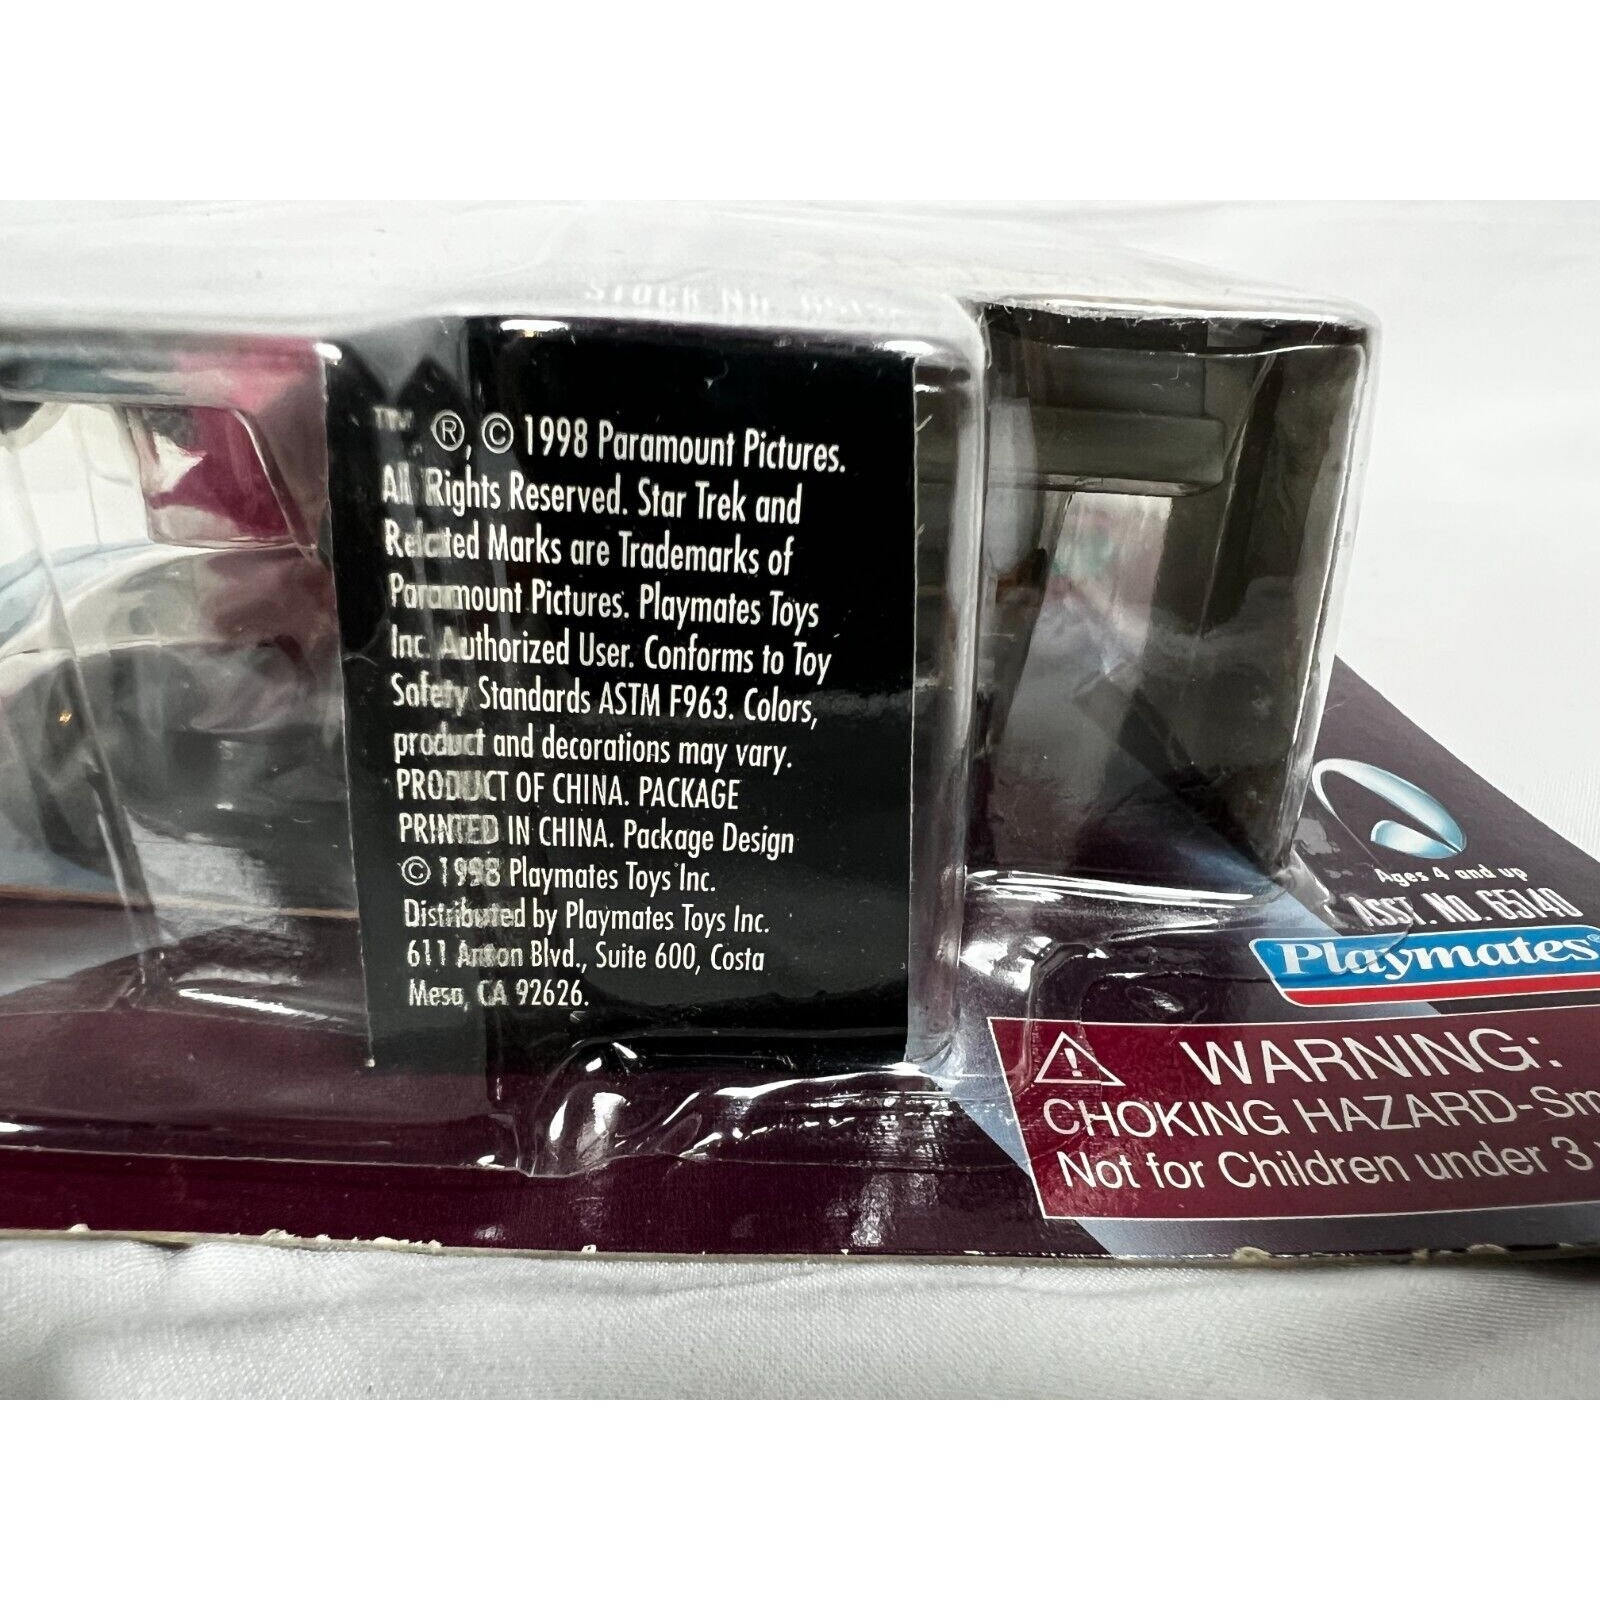 STOCK NO.
™, ®, © 1998 Paramount Pictures.
All Rights Reserved. Star Trek and
Related Marks are Trademarks of
Paramount Pictures. Playmates Toys
Inc. Authorized User. Conforms to Toy
Safety Standards ASTM F963. Colors,
product and decorations may vary.
PRODUCT OF CHINA. PACKAGE
PRINTED IN CHINA. Package Design
© 1998 Playmates Toys Inc.
Distributed by Playmates Toys Inc.
611 Anton Blvd., Suite 600, Costa
Mesa, CA 92626.
Ages 4 and up
ASST. NO. 65140
Playmates®
WARNING:
CHOKING HAZARD-Sm
Not for Children under 3